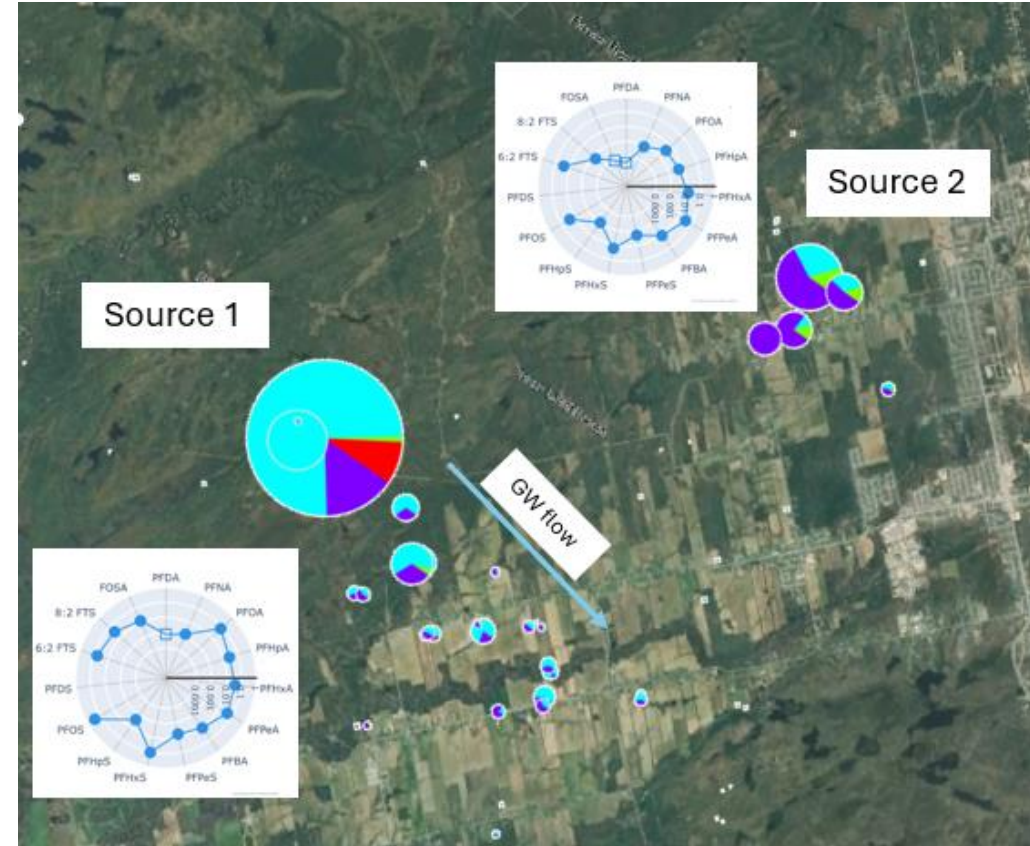 Source 1
Source 2
GW flow
PFDA
PFNA
PFOA
PFHpA
PFHxA
PFPeA
PFBA
PFPeS
PFHxS
PFHpS
PFOS
PFDS
6:2 FTS
8:2 FTS
FOSA
PFDA
PFNA
PFOA
PFHpA
PFHxA
PFPeA
PFBA
PFPeS
PFHxS
PFHpS
PFOS
PFDS
6:2 FTS
8:2 FTS
FOSA